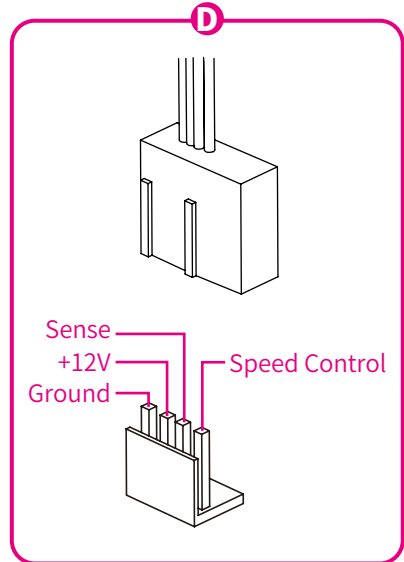 D
Sense
+12V
Speed Control
Ground